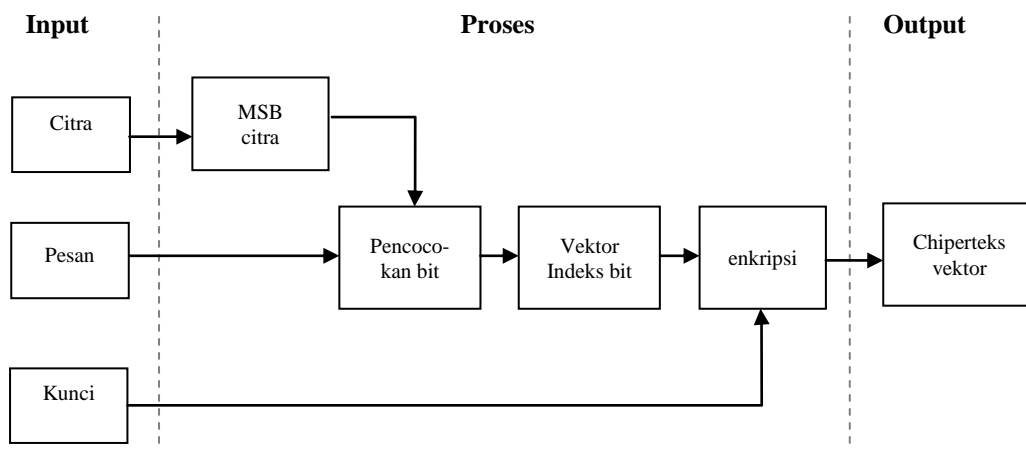 Input
Proses
Output
Citra
MSB
citra
Pesan
Pencoco-
kan bit
Vektor
Indeks bit
enkripsi
Chiperteks
vektor
Kunci